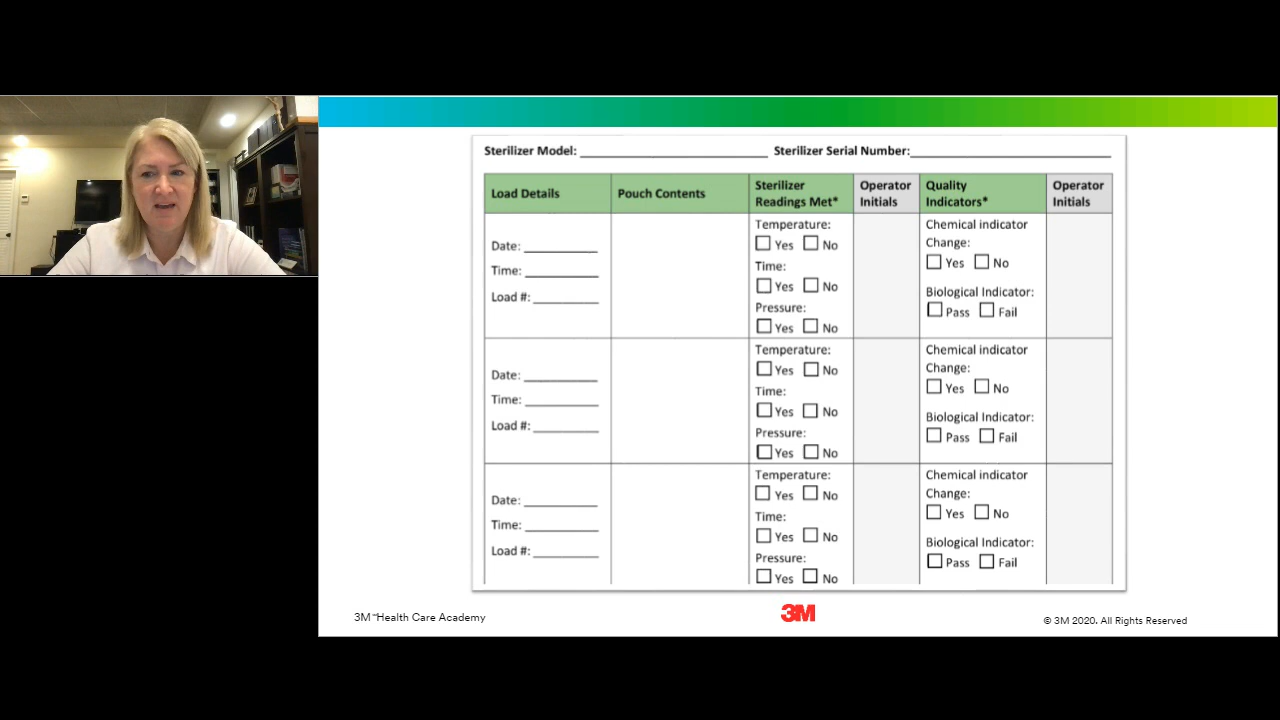 Sterilizer Model: ____________________ Sterilizer Serial Number:____________________
Load Details
Pouch Contents
Sterilizer
Readings Met*
Operator
Initials
Quality
Indicators*
Operator
Initials
Date: __________
Time: __________
Load #: _________
Temperature:
Yes No
Time:
Yes No
Pressure:
Yes No
Chemical indicator
Change:
Yes No
Biological Indicator:
Pass Fail
Date: __________
Time: __________
Load #: _________
Temperature:
Yes No
Time:
Yes No
Pressure:
Yes No
Chemical indicator
Change:
Yes No
Biological Indicator:
Pass Fail
Date: __________
Time: __________
Load #: _________
Temperature:
Yes No
Time:
Yes No
Pressure:
Yes No
Chemical indicator
Change:
Yes No
Biological Indicator:
Pass Fail
3M™Health Care Academy
3M
© 3M 2020. All Rights Reserved